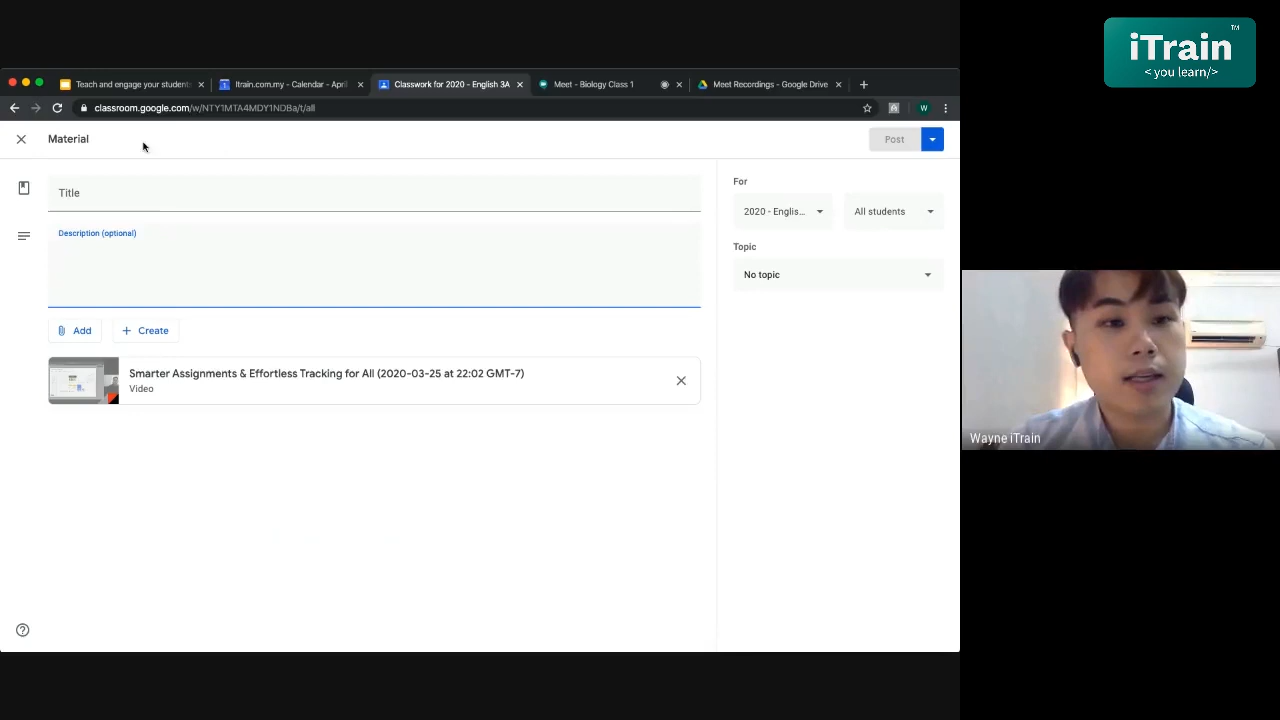 iTrain™
< you learn/>
Teach and engage your students
Itrain.com.my - Calendar - April
Classwork for 2020 - English 3A
Meet - Biology Class 1
Meet Recordings - Google Drive
classroom.google.com/w/NTY1MTA4MDY1NDBa/t/all
W
Material
Post
Title
Description (optional)
Add
Create
Smarter Assignments & Effortless Tracking for All (2020-03-25 at 22:02 GMT-7)
Video
For
2020 - Englis...
All students
Topic
No topic
Wayne iTrain